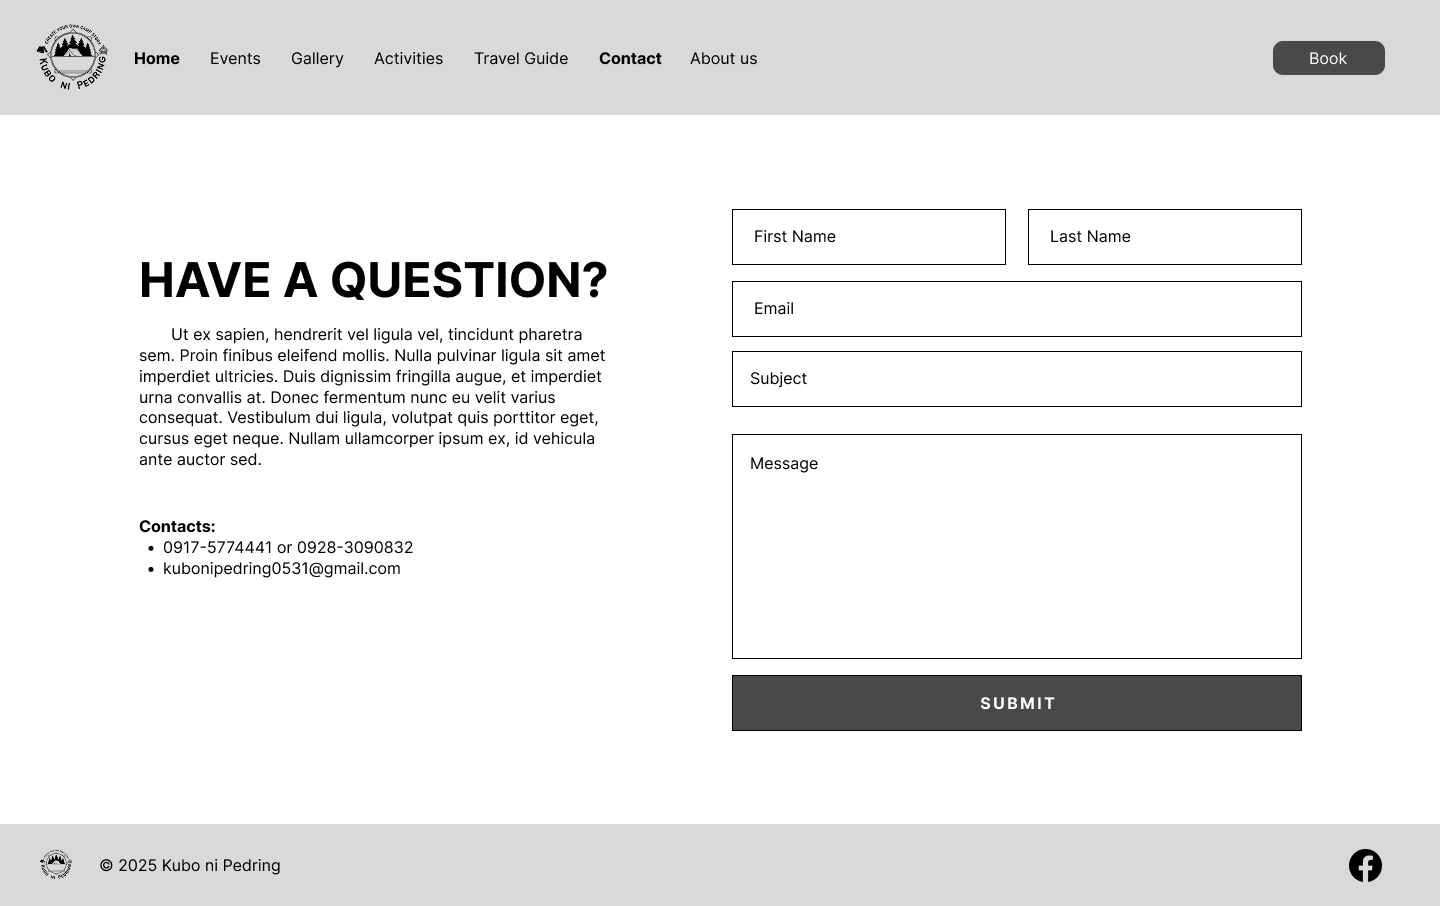 CREATE YOUR OWN CAMP STORY
KUBO NI PEDRING
Home Events Gallery Activities Travel Guide Contact About us
Book
HAVE A QUESTION?
Ut ex sapien, hendrerit vel ligula vel, tincidunt pharetra
sem. Proin finibus eleifend mollis. Nulla pulvinar ligula sit amet
imperdiet ultricies. Duis dignissim fringilla augue, et imperdiet
urna convallis at. Donec fermentum nunc eu velit varius
consequat. Vestibulum dui ligula, volutpat quis porttitor eget,
cursus eget neque. Nullam ullamcorper ipsum ex, id vehicula
ante auctor sed.
Contacts:
• 0917-5774441 or 0928-3090832
• kubonipedring0531@gmail.com
First Name
Last Name
Email
Subject
Message
SUBMIT
KUBO NI PEDRING
© 2025 Kubo ni Pedring